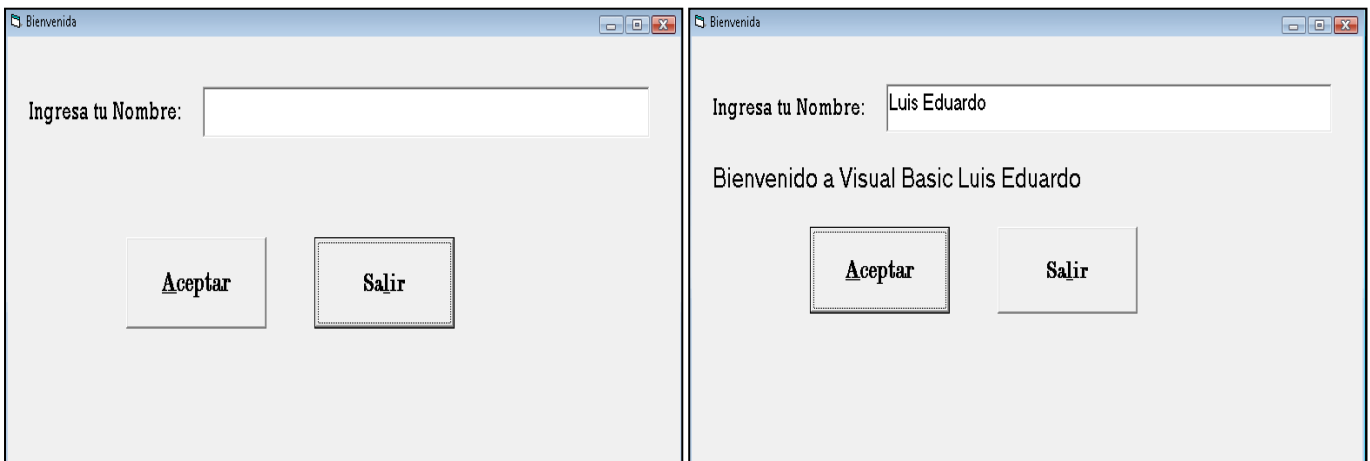 Bienvenida
Ingresa tu Nombre:
Aceptar
Salir
Bienvenida
Ingresa tu Nombre:
Luis Eduardo
Bienvenido a Visual Basic Luis Eduardo
Aceptar
Salir